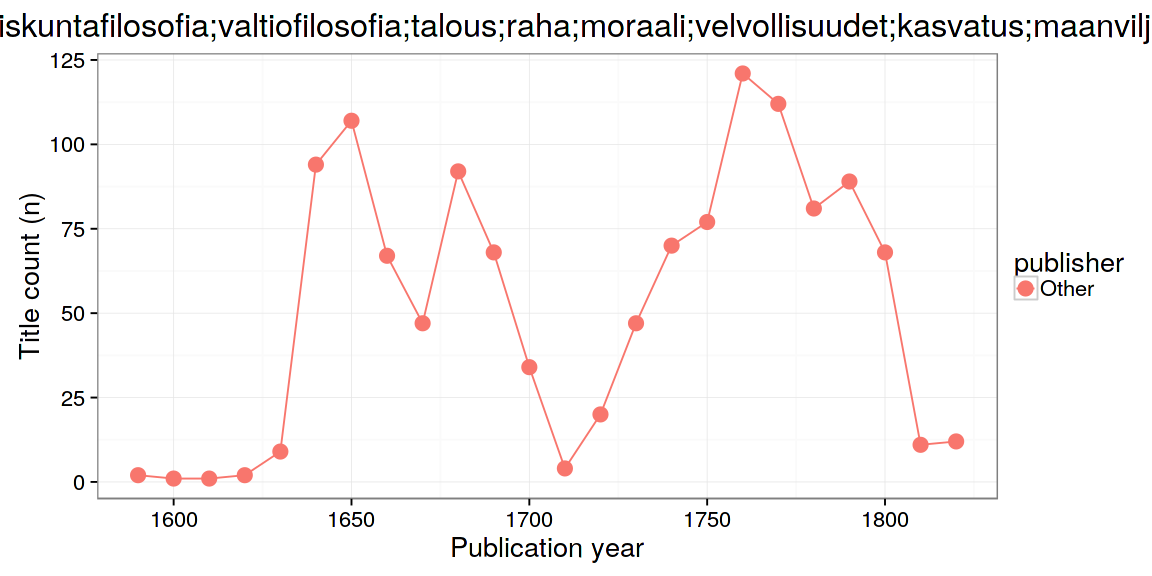 iskuntafilosofia;valtiofilosofia;talous;raha;moraali;velvollisuudet;kasvatus;maanvilj
125
100
75
50
25
0
Title count (n)
1600 1650 1700 1750 1800
Publication year
publisher
Other